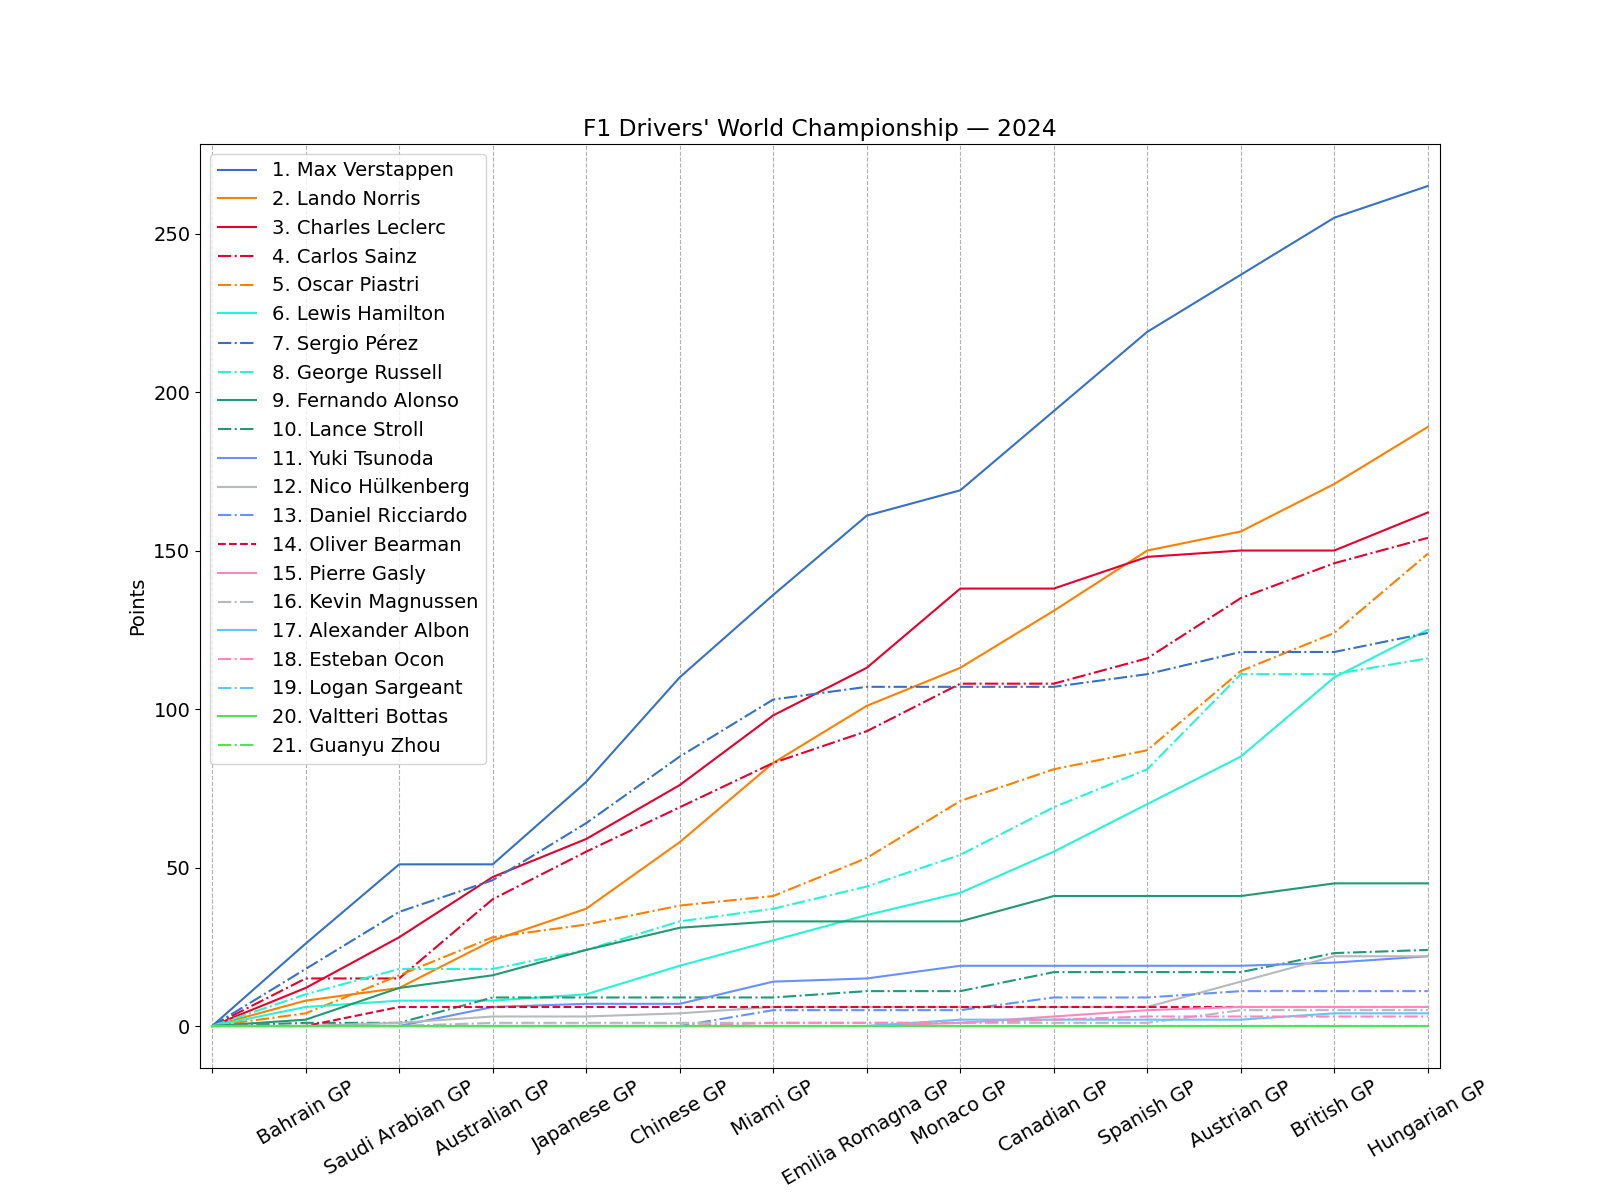 F1 Drivers' World Championship — 2024
1. Max Verstappen
2. Lando Norris
3. Charles Leclerc
4. Carlos Sainz
5. Oscar Piastri
6. Lewis Hamilton
7. Sergio Pérez
8. George Russell
9. Fernando Alonso
10. Lance Stroll
11. Yuki Tsunoda
12. Nico Hülkenberg
13. Daniel Ricciardo
14. Oliver Bearman
15. Pierre Gasly
16. Kevin Magnussen
17. Alexander Albon
18. Esteban Ocon
19. Logan Sargeant
20. Valtteri Bottas
21. Guanyu Zhou
Points
250
200
150
100
50
0
Bahrain GP
Saudi Arabian GP
Australian GP
Japanese GP
Chinese GP
Miami GP
Emilia Romagna GP
Monaco GP
Canadian GP
Spanish GP
Austrian GP
British GP
Hungarian GP